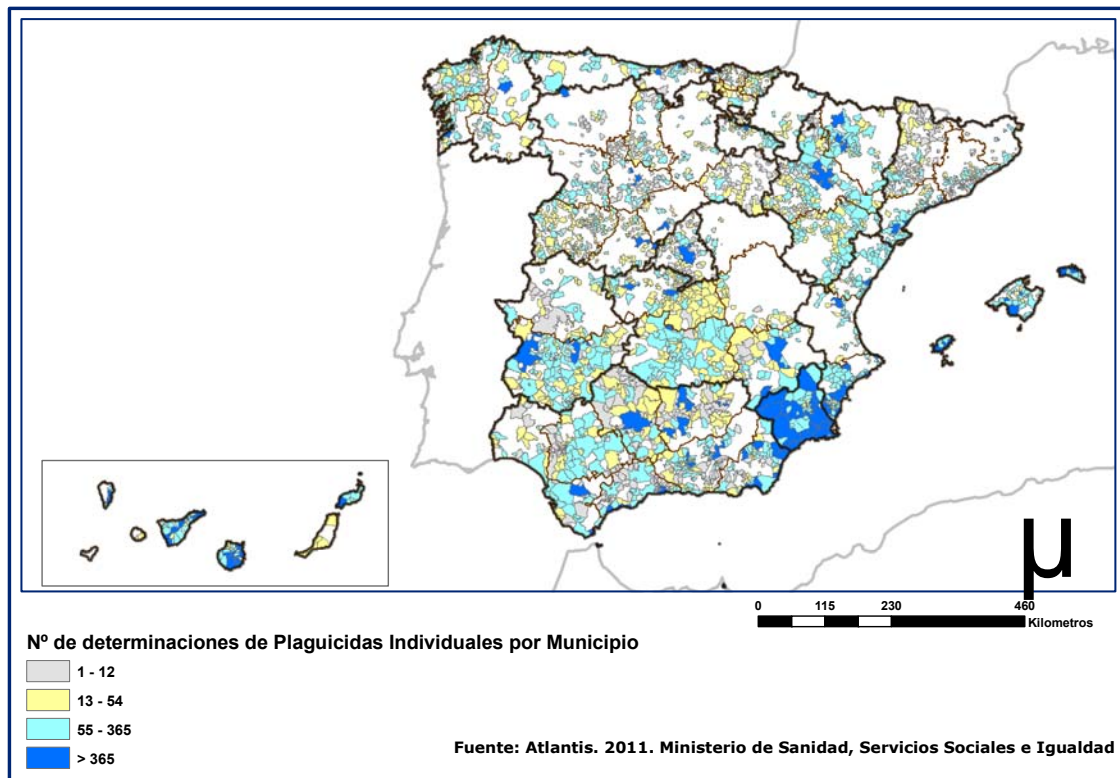 µ
0 115 230 460
Kilometros
Nº de determinaciones de Plaguicidas Individuales por Municipio
1 - 12
13 - 54
55 - 365
> 365
Fuente: Atlantis. 2011. Ministerio de Sanidad, Servicios Sociales e Igualdad